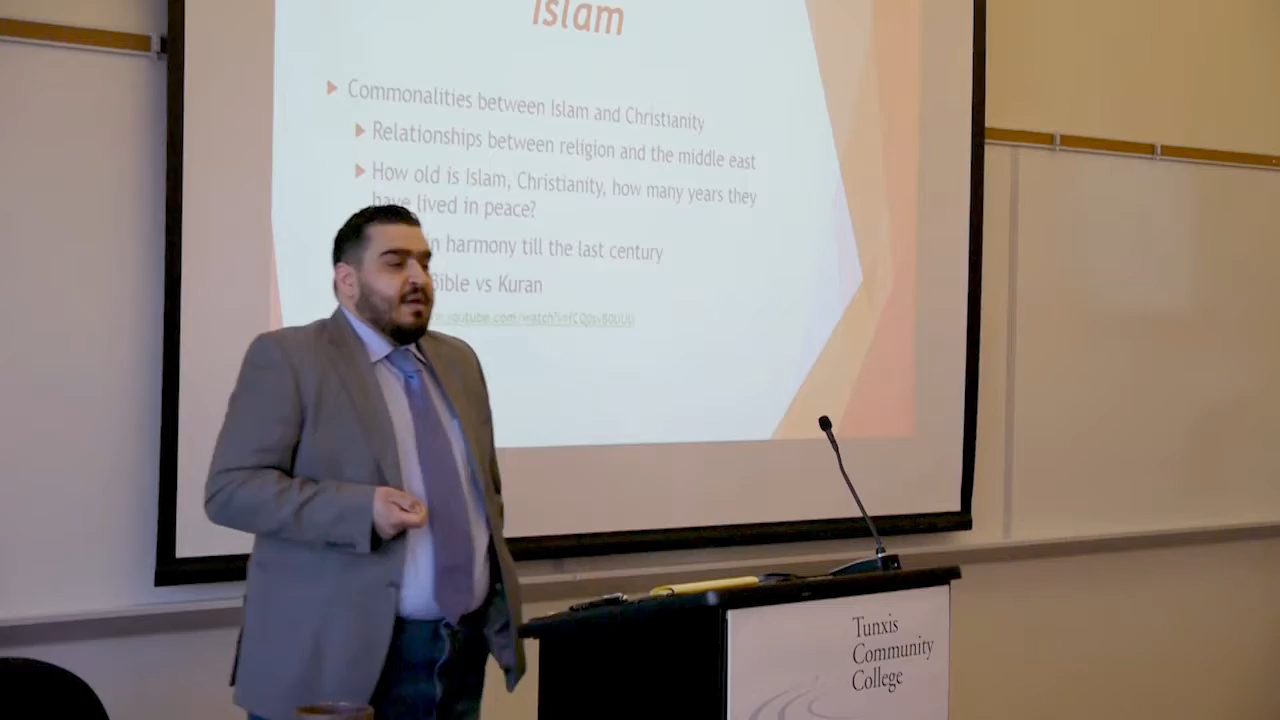 Islam
Commonalities between Islam and Christianity
Relationships between religion and the middle east
How old is Islam, Christianity, how many years they
have lived in peace?
in harmony till the last century
Bible vs Kuran
Tunxis
Community
College